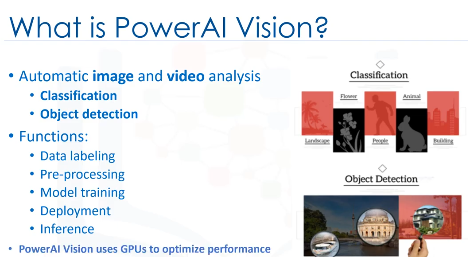 What is PowerAI Vision?
• Automatic image and video analysis
• Classification
• Object detection
• Functions:
• Data labeling
• Pre-processing
• Model training
• Deployment
• Inference
• PowerAI Vision uses GPUs to optimize performance
Classification
Flower Animal
Landscape People Building
Object Detection